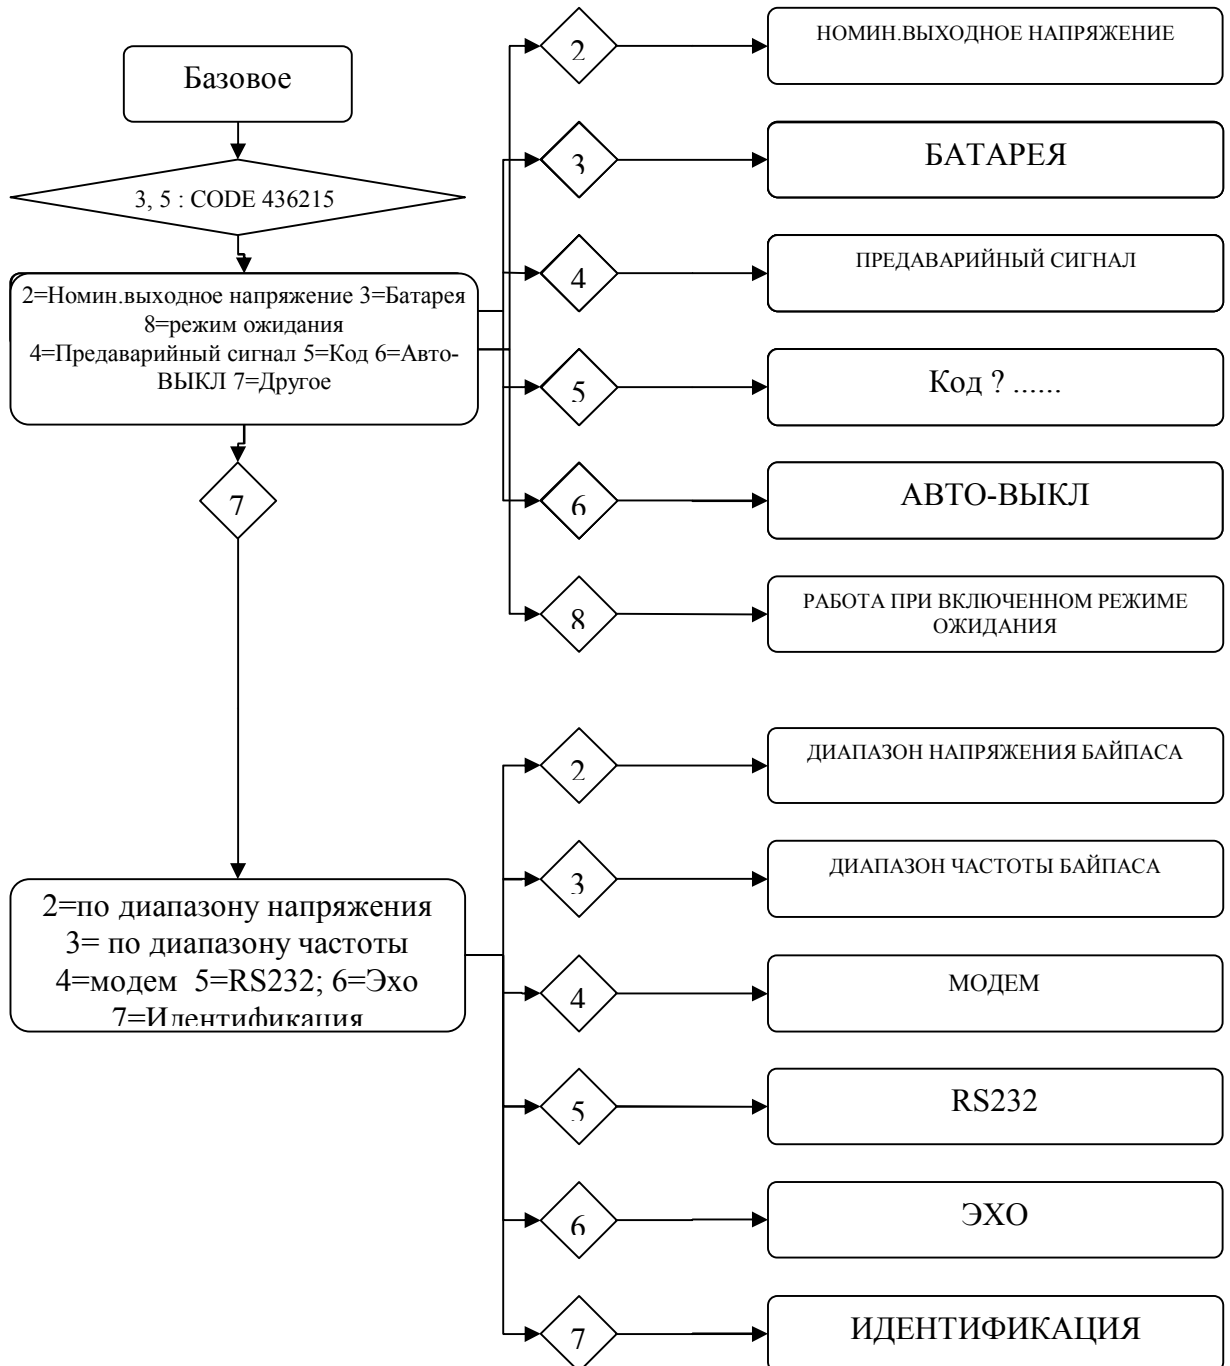 Базовое
3, 5 : CODE 436215
2=Номин.выходное напряжение 3=Батарея
8=режим ожидания
4=Предаварийный сигнал 5=Код 6=Авто-
ВЫКЛ 7=Другое
2
НОМИН.ВЫХОДНОЕ НАПРЯЖЕНИЕ
3
БАТАРЕЯ
4
ПРЕДАВАРИЙНЫЙ СИГНАЛ
5
Код ? ......
6
АВТО-ВЫКЛ
8
РАБОТА ПРИ ВКЛЮЧЕННОМ РЕЖИМЕ
ОЖИДАНИЯ
7
2=по диапазону напряжения
3= по диапазону частоты
4=модем 5=RS232; 6=Эхо
7=Идентификация
2
ДИАПАЗОН НАПРЯЖЕНИЯ БАЙПАСА
3
ДИАПАЗОН ЧАСТОТЫ БАЙПАСА
4
МОДЕМ
5
RS232
6
ЭХО
7
ИДЕНТИФИКАЦИЯ